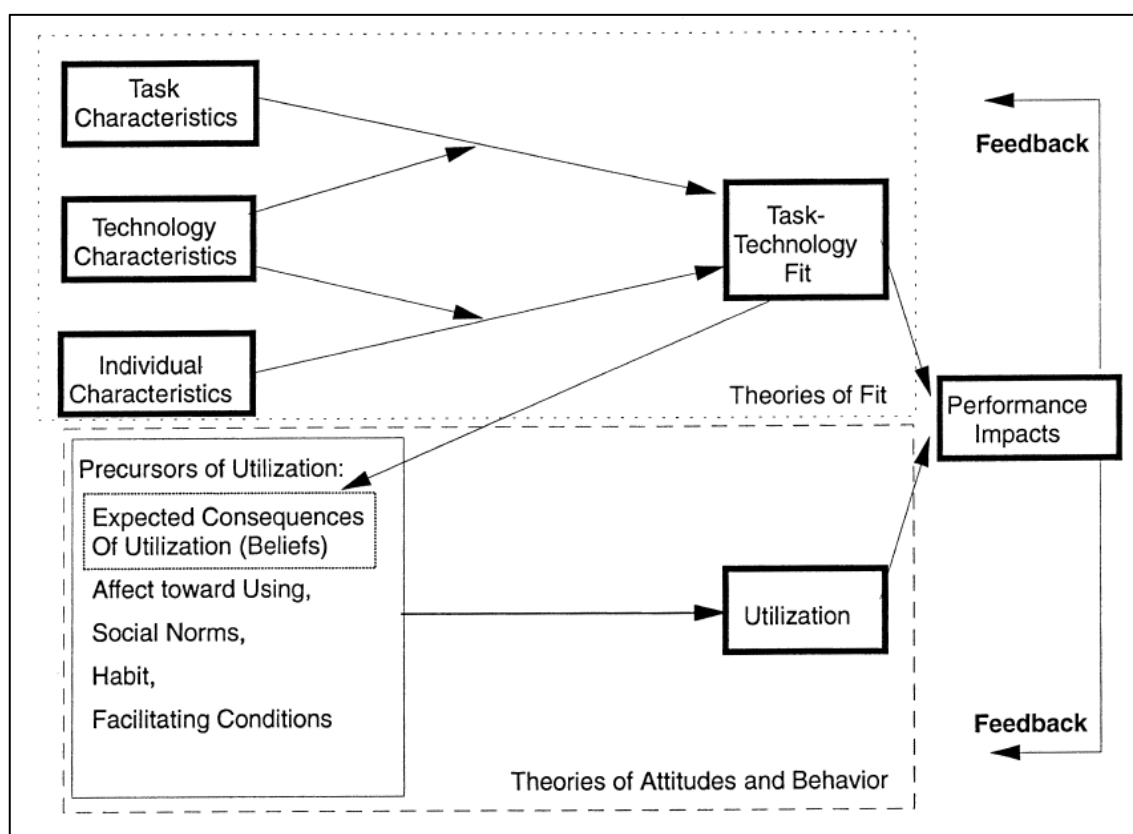 Task
Characteristics
Technology
Characteristics
Individual
Characteristics
Task-
Technology
Fit
Theories of Fit
Feedback
Performance
Impacts
Precursors of Utilization:
Expected Consequences
Of Utilization (Beliefs)
Affect toward Using,
Social Norms,
Habit,
Facilitating Conditions
Utilization
Feedback
Theories of Attitudes and Behavior